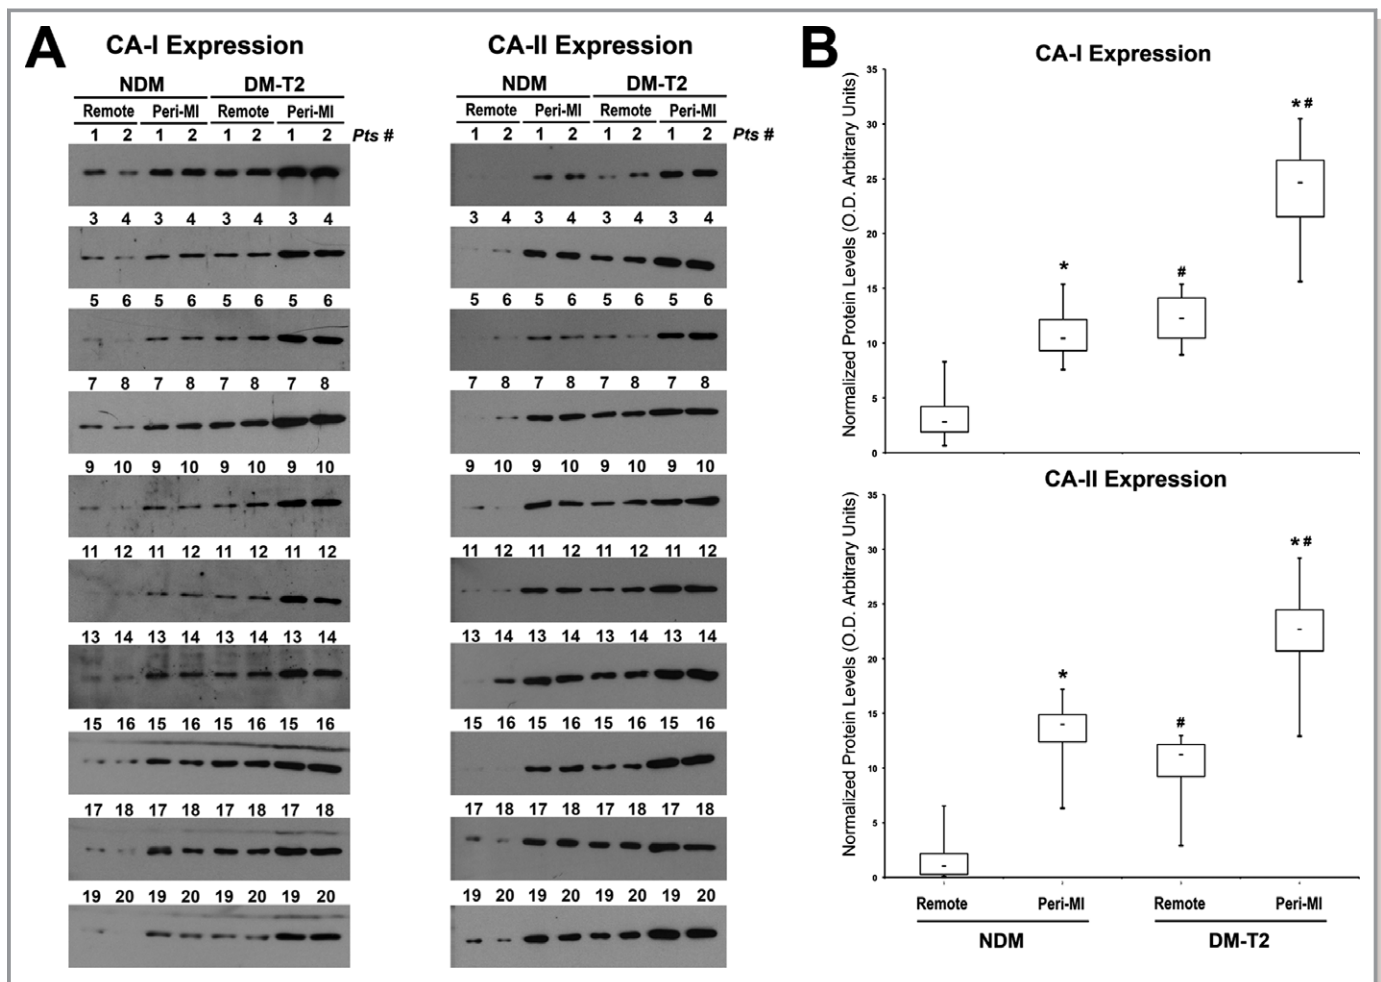 A
CA-I Expression
NDM DM-T2
Remote Peri-MI Remote Peri-MI
1 2 1 2 1 2 1 2 Pts #
3 4 3 4 3 4 3 4
5 6 5 6 5 6 5 6
7 8 7 8 7 8 7 8
9 10 9 10 9 10 9 10
11 12 11 12 11 12 11 12
13 14 13 14 13 14 13 14
15 16 15 16 15 16 15 16
17 18 17 18 17 18 17 18
19 20 19 20 19 20 19 20
CA-II Expression
NDM DM-T2
Remote Peri-MI Remote Peri-MI
1 2 1 2 1 2 1 2 Pts #
3 4 3 4 3 4 3 4
5 6 5 6 5 6 5 6
7 8 7 8 7 8 7 8
9 10 9 10 9 10 9 10
11 12 11 12 11 12 11 12
13 14 13 14 13 14 13 14
15 16 15 16 15 16 15 16
17 18 17 18 17 18 17 18
19 20 19 20 19 20 19 20
B
CA-I Expression
Normalized Protein Levels (O.D. Arbitrary Units)
35
30
25
20
15
10
5
0
*
#
* #
CA-II Expression
Normalized Protein Levels (O.D. Arbitrary Units)
35
30
25
20
15
10
5
0
*
#
* #
Remote Peri-MI Remote Peri-MI
NDM DM-T2